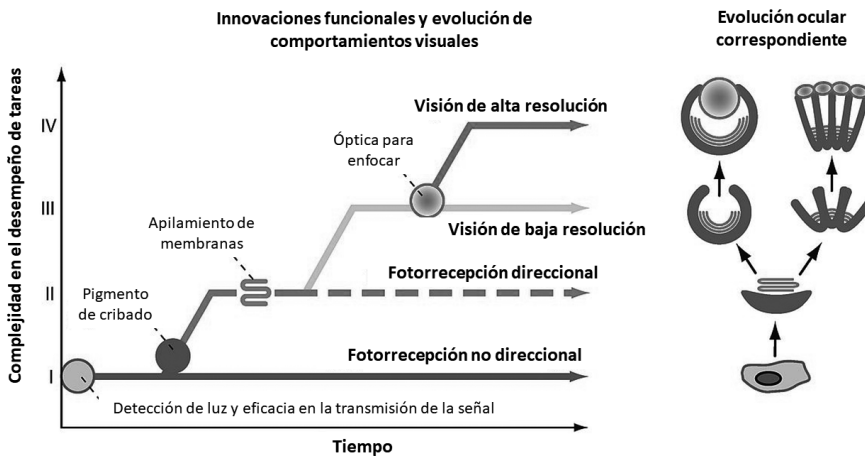 Innovaciones funcionales y evolución de
comportamientos visuales
Evolución ocular
correspondiente
Complejidad en el desempeño de tareas
IV
III
II
I
Visión de alta resolución
Óptica para
enfocar
Apilamiento de
membranas
Visión de baja resolución
Fotorrecepción direccional
Pigmento
de cribado
Fotorrecepción no direccional
Detección de luz y eficacia en la transmisión de la señal
Tiempo